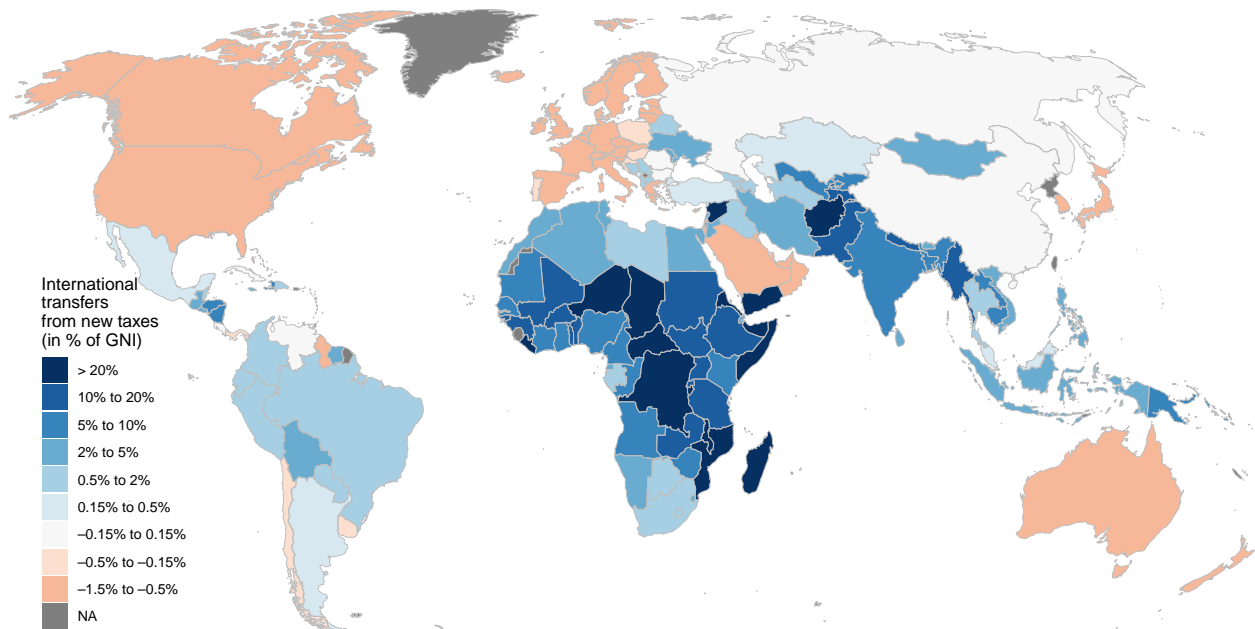 International
transfers
from new taxes
(in % of GNI)
> 20%
10% to 20%
5% to 10%
2% to 5%
0.5% to 2%
0.15% to 0.5%
–0.15% to 0.15%
–0.5% to –0.15%
–1.5% to –0.5%
NA